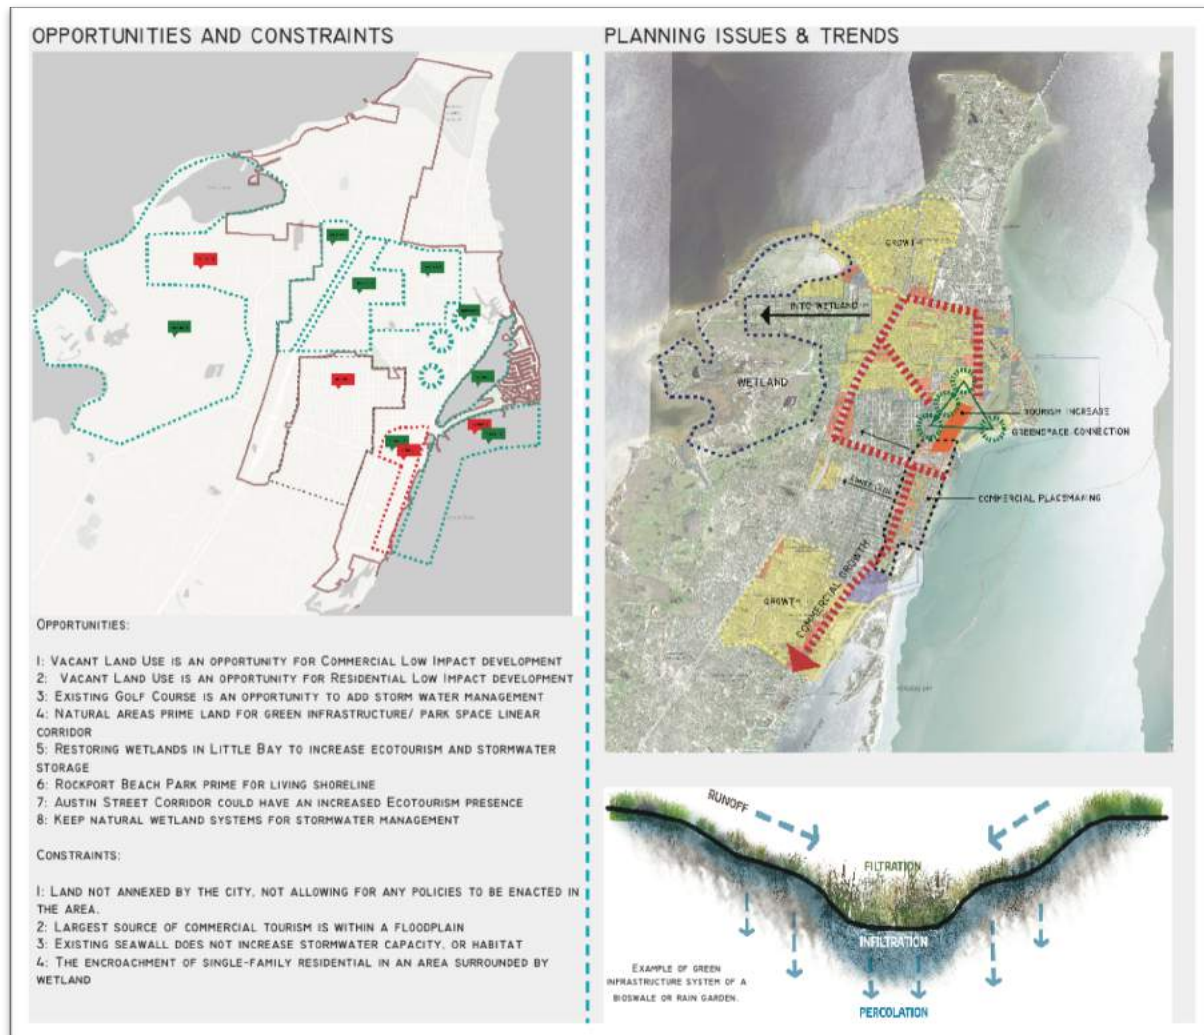 OPPORTUNITIES AND CONSTRAINTS
OPPORTUNITIES:
1: VACANT LAND USE IS AN OPPORTUNITY FOR COMMERCIAL LOW IMPACT DEVELOPMENT
2: VACANT LAND USE IS AN OPPORTUNITY FOR RESIDENTIAL LOW IMPACT DEVELOPMENT
3: EXISTING GOLF COURSE IS AN OPPORTUNITY TO ADD STORM WATER MANAGEMENT
4: NATURAL AREAS PRIME LAND FOR GREEN INFRASTRUCTURE/ PARK SPACE LINEAR
CORRIDOR
5: RESTORING WETLANDS IN LITTLE BAY TO INCREASE ECOTOURISM AND STORMWATER
STORAGE
6: ROCKPORT BEACH PARK PRIME FOR LIVING SHORELINE
7: AUSTIN STREET CORRIDOR COULD HAVE AN INCREASED ECOTOURISM PRESENCE
8: KEEP NATURAL WETLAND SYSTEMS FOR STORMWATER MANAGEMENT
CONSTRAINTS:
1: LAND NOT ANNEXED BY THE CITY, NOT ALLOWING FOR ANY POLICIES TO BE ENACTED IN
THE AREA.
2: LARGEST SOURCE OF COMMERCIAL TOURISM IS WITHIN A FLOODPLAIN
3: EXISTING SEAWALL DOES NOT INCREASE STORMWATER CAPACITY, OR HABITAT
4: THE ENCROACHMENT OF SINGLE-FAMILY RESIDENTIAL IN AN AREA SURROUNDED BY
WETLAND
PLANNING ISSUES & TRENDS
GROWTH
INTO WETLAND
WETLAND
TOURISM INCREASE
GREENSPACE CONNECTION
COMMERCIAL PLACSMAKING
COMMERCIAL GROWTH
GROWTH
RUNOFF
FILTRATION
INFILTRATION
PERCOLATION
EXAMPLE OF GREEN
INFRASTRUCTURE SYSTEM OF A
BIOSWALE OR RAIN GARDEN.